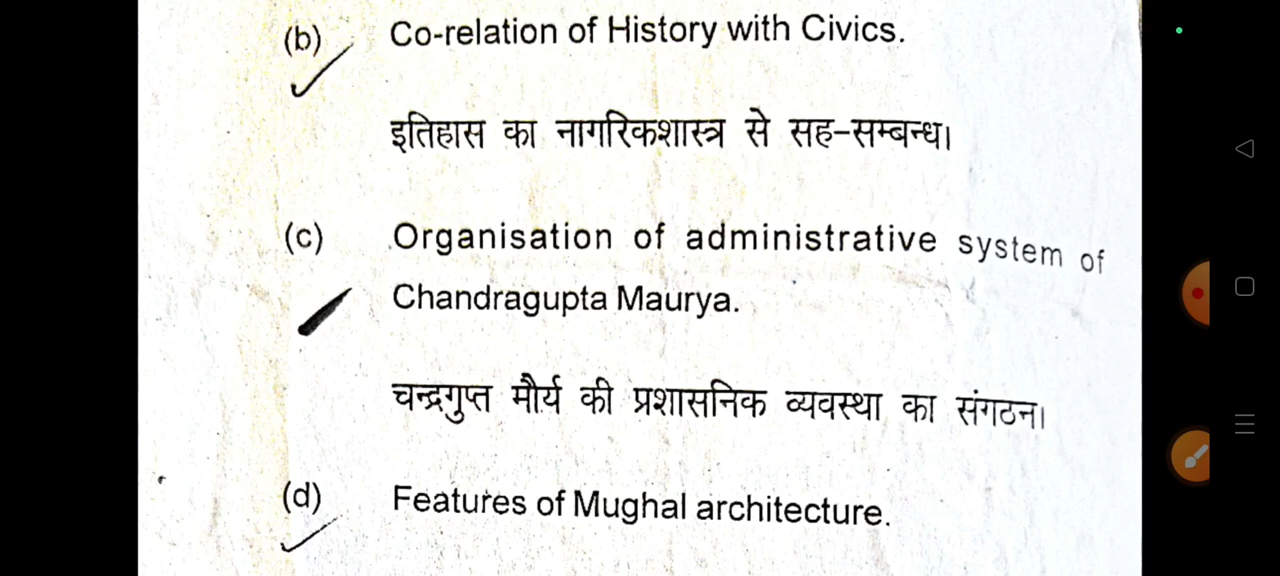 (b) Co-relation of History with Civics.
इतिहास का नागरिकशास्त्र से सह-सम्बन्ध।
(c) Organisation of administrative system of
Chandragupta Maurya.
चन्द्रगुप्त मौर्य की प्रशासनिक व्यवस्था का संगठन।
(d) Features of Mughal architecture.